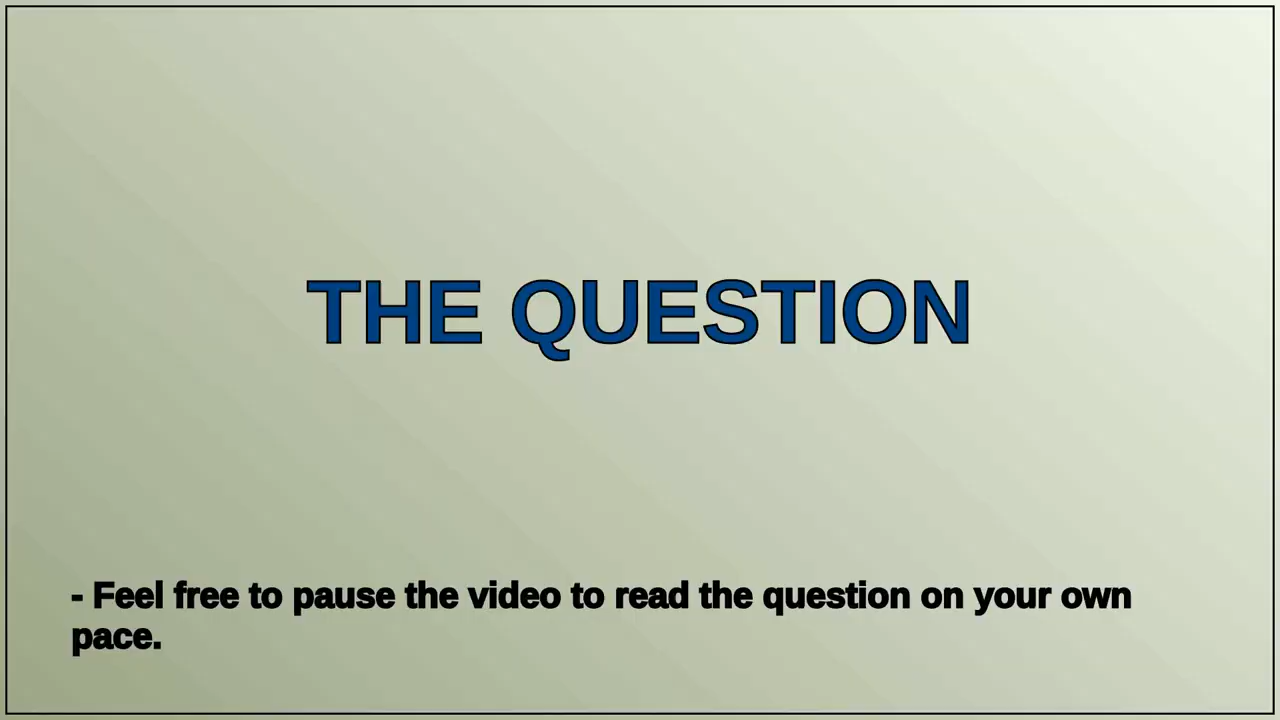 THE QUESTION
- Feel free to pause the video to read the question on your own
pace.